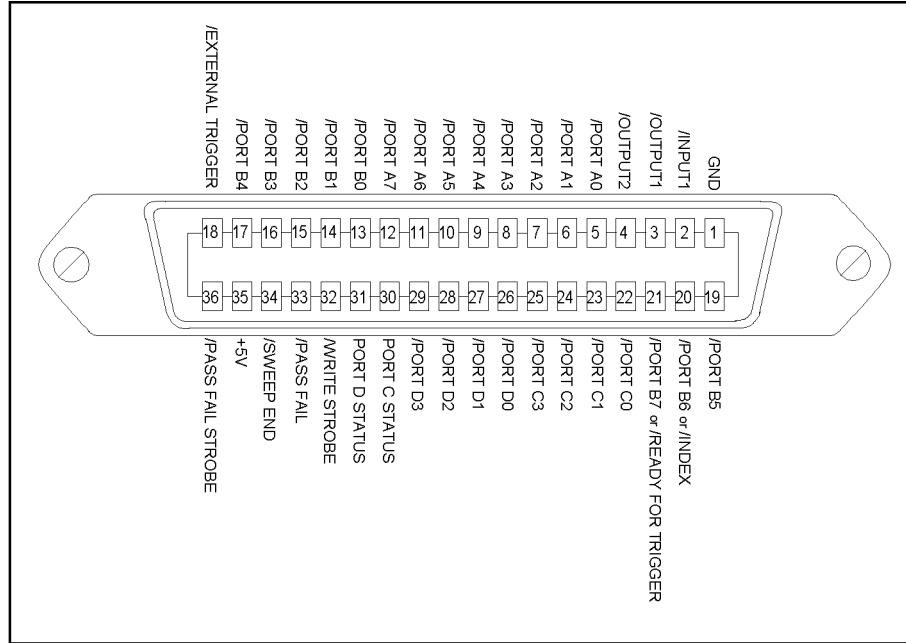 /EXTERNAL TRIGGER
/PORT B4
/PORT B3
/PORT B2
/PORT B1
/PORT B0
/PORT A7
/PORT A6
/PORT A5
/PORT A4
/PORT A3
/PORT A2
/PORT A1
/PORT A0
/OUTPUT2
/OUTPUT1
/INPUT1
GND
18 17 16 15 14 13 12 11 10 9 8 7 6 5 4 3 2 1
36 35 34 33 32 31 30 29 28 27 26 25 24 23 22 21 20 19
/PASS FAIL STROBE
+5V
/SWEEP END
/PASS FAIL
/WRITE STROBE
PORT D STATUS
PORT C STATUS
/PORT D3
/PORT D2
/PORT D1
/PORT D0
/PORT C3
/PORT C2
/PORT C1
/PORT C0
/PORT B7 or /READY FOR TRIGGER
/PORT B6 or /INDEX
/PORT B5